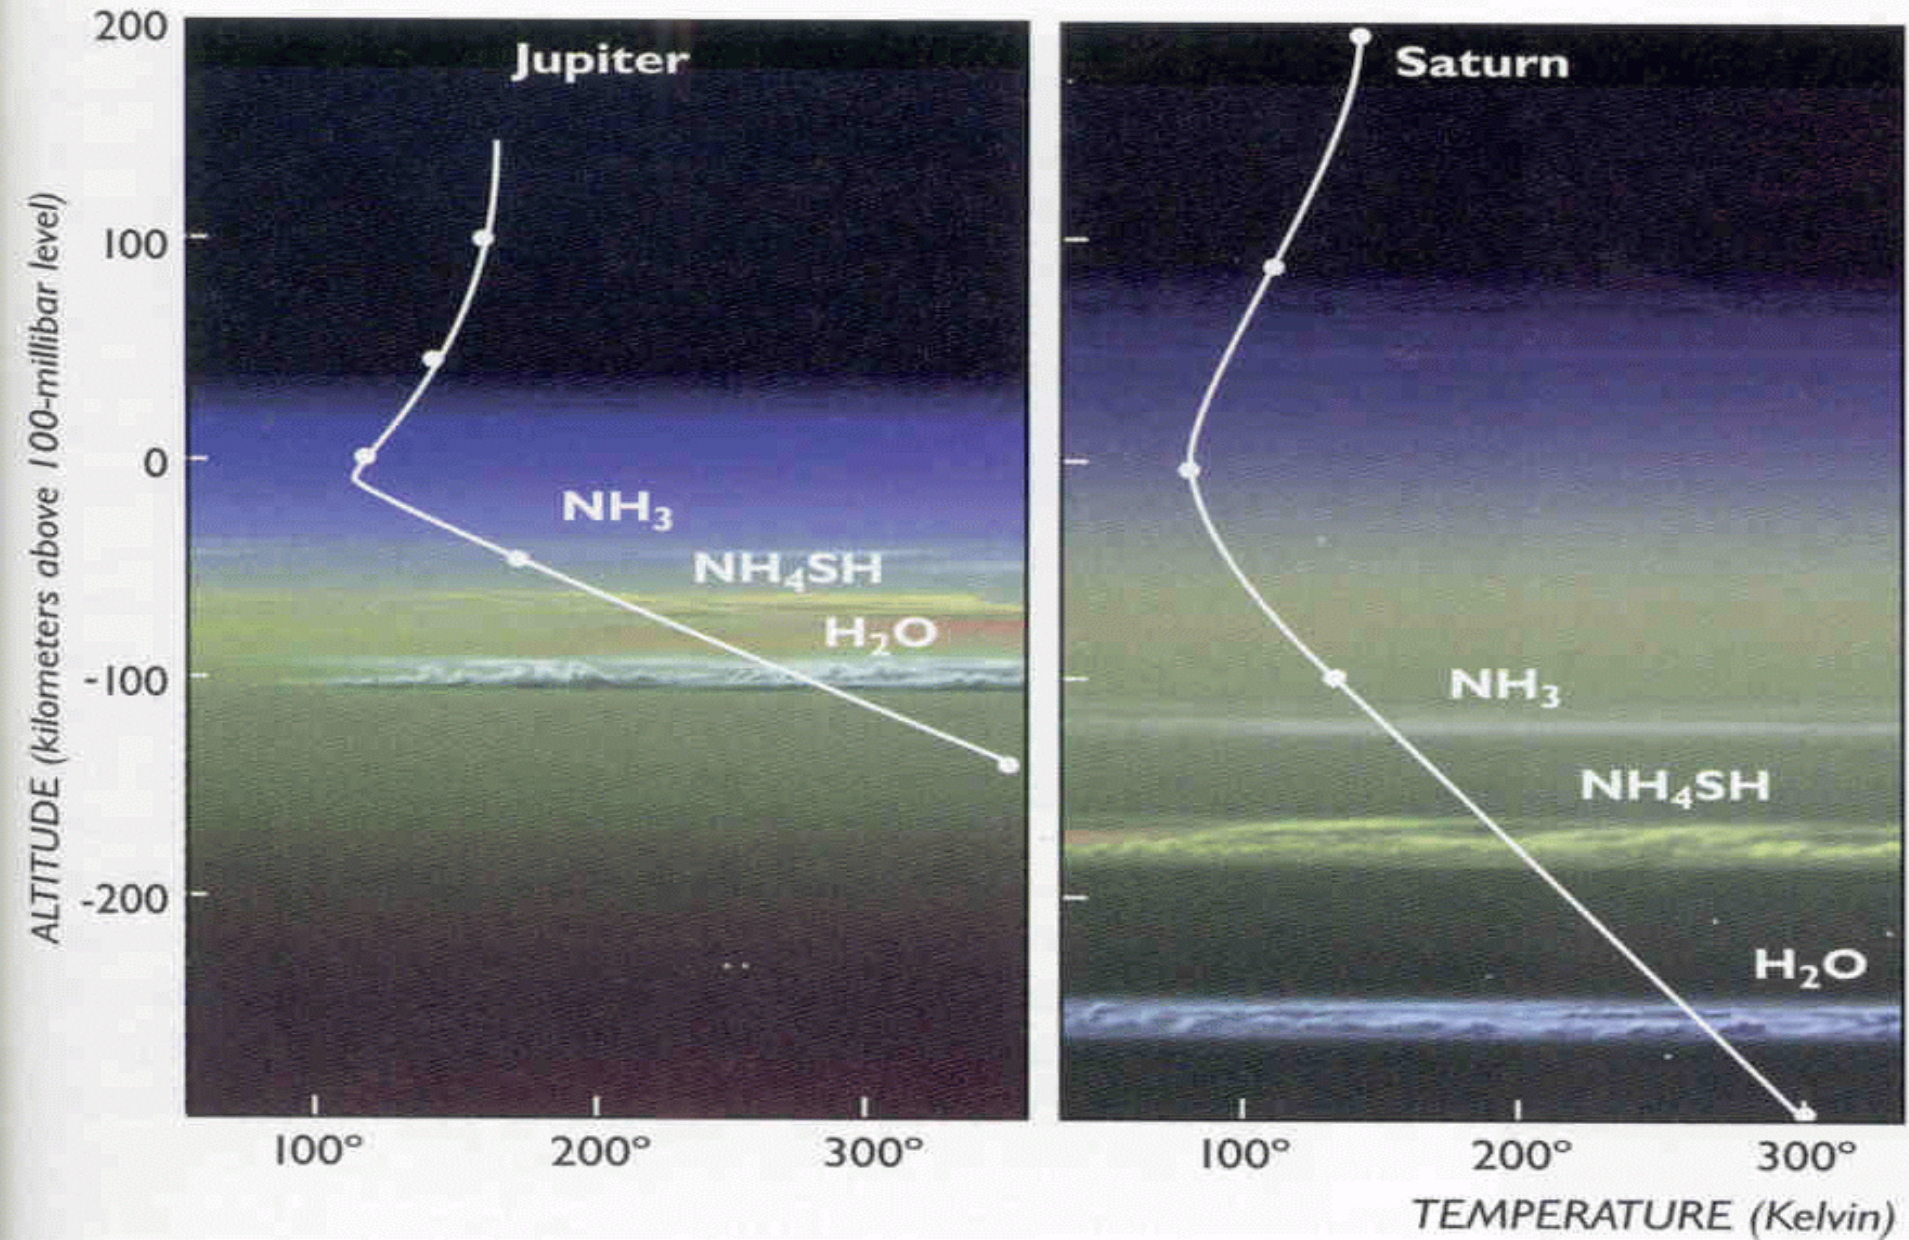 200
100
0
-100
-200
ALTITUDE (kilometers above 100-millibar level)
Jupiter
NH₃
NH₄SH
H₂O
100°
200°
300°
Saturn
NH₃
NH₄SH
H₂O
100°
200°
300°
TEMPERATURE (Kelvin)